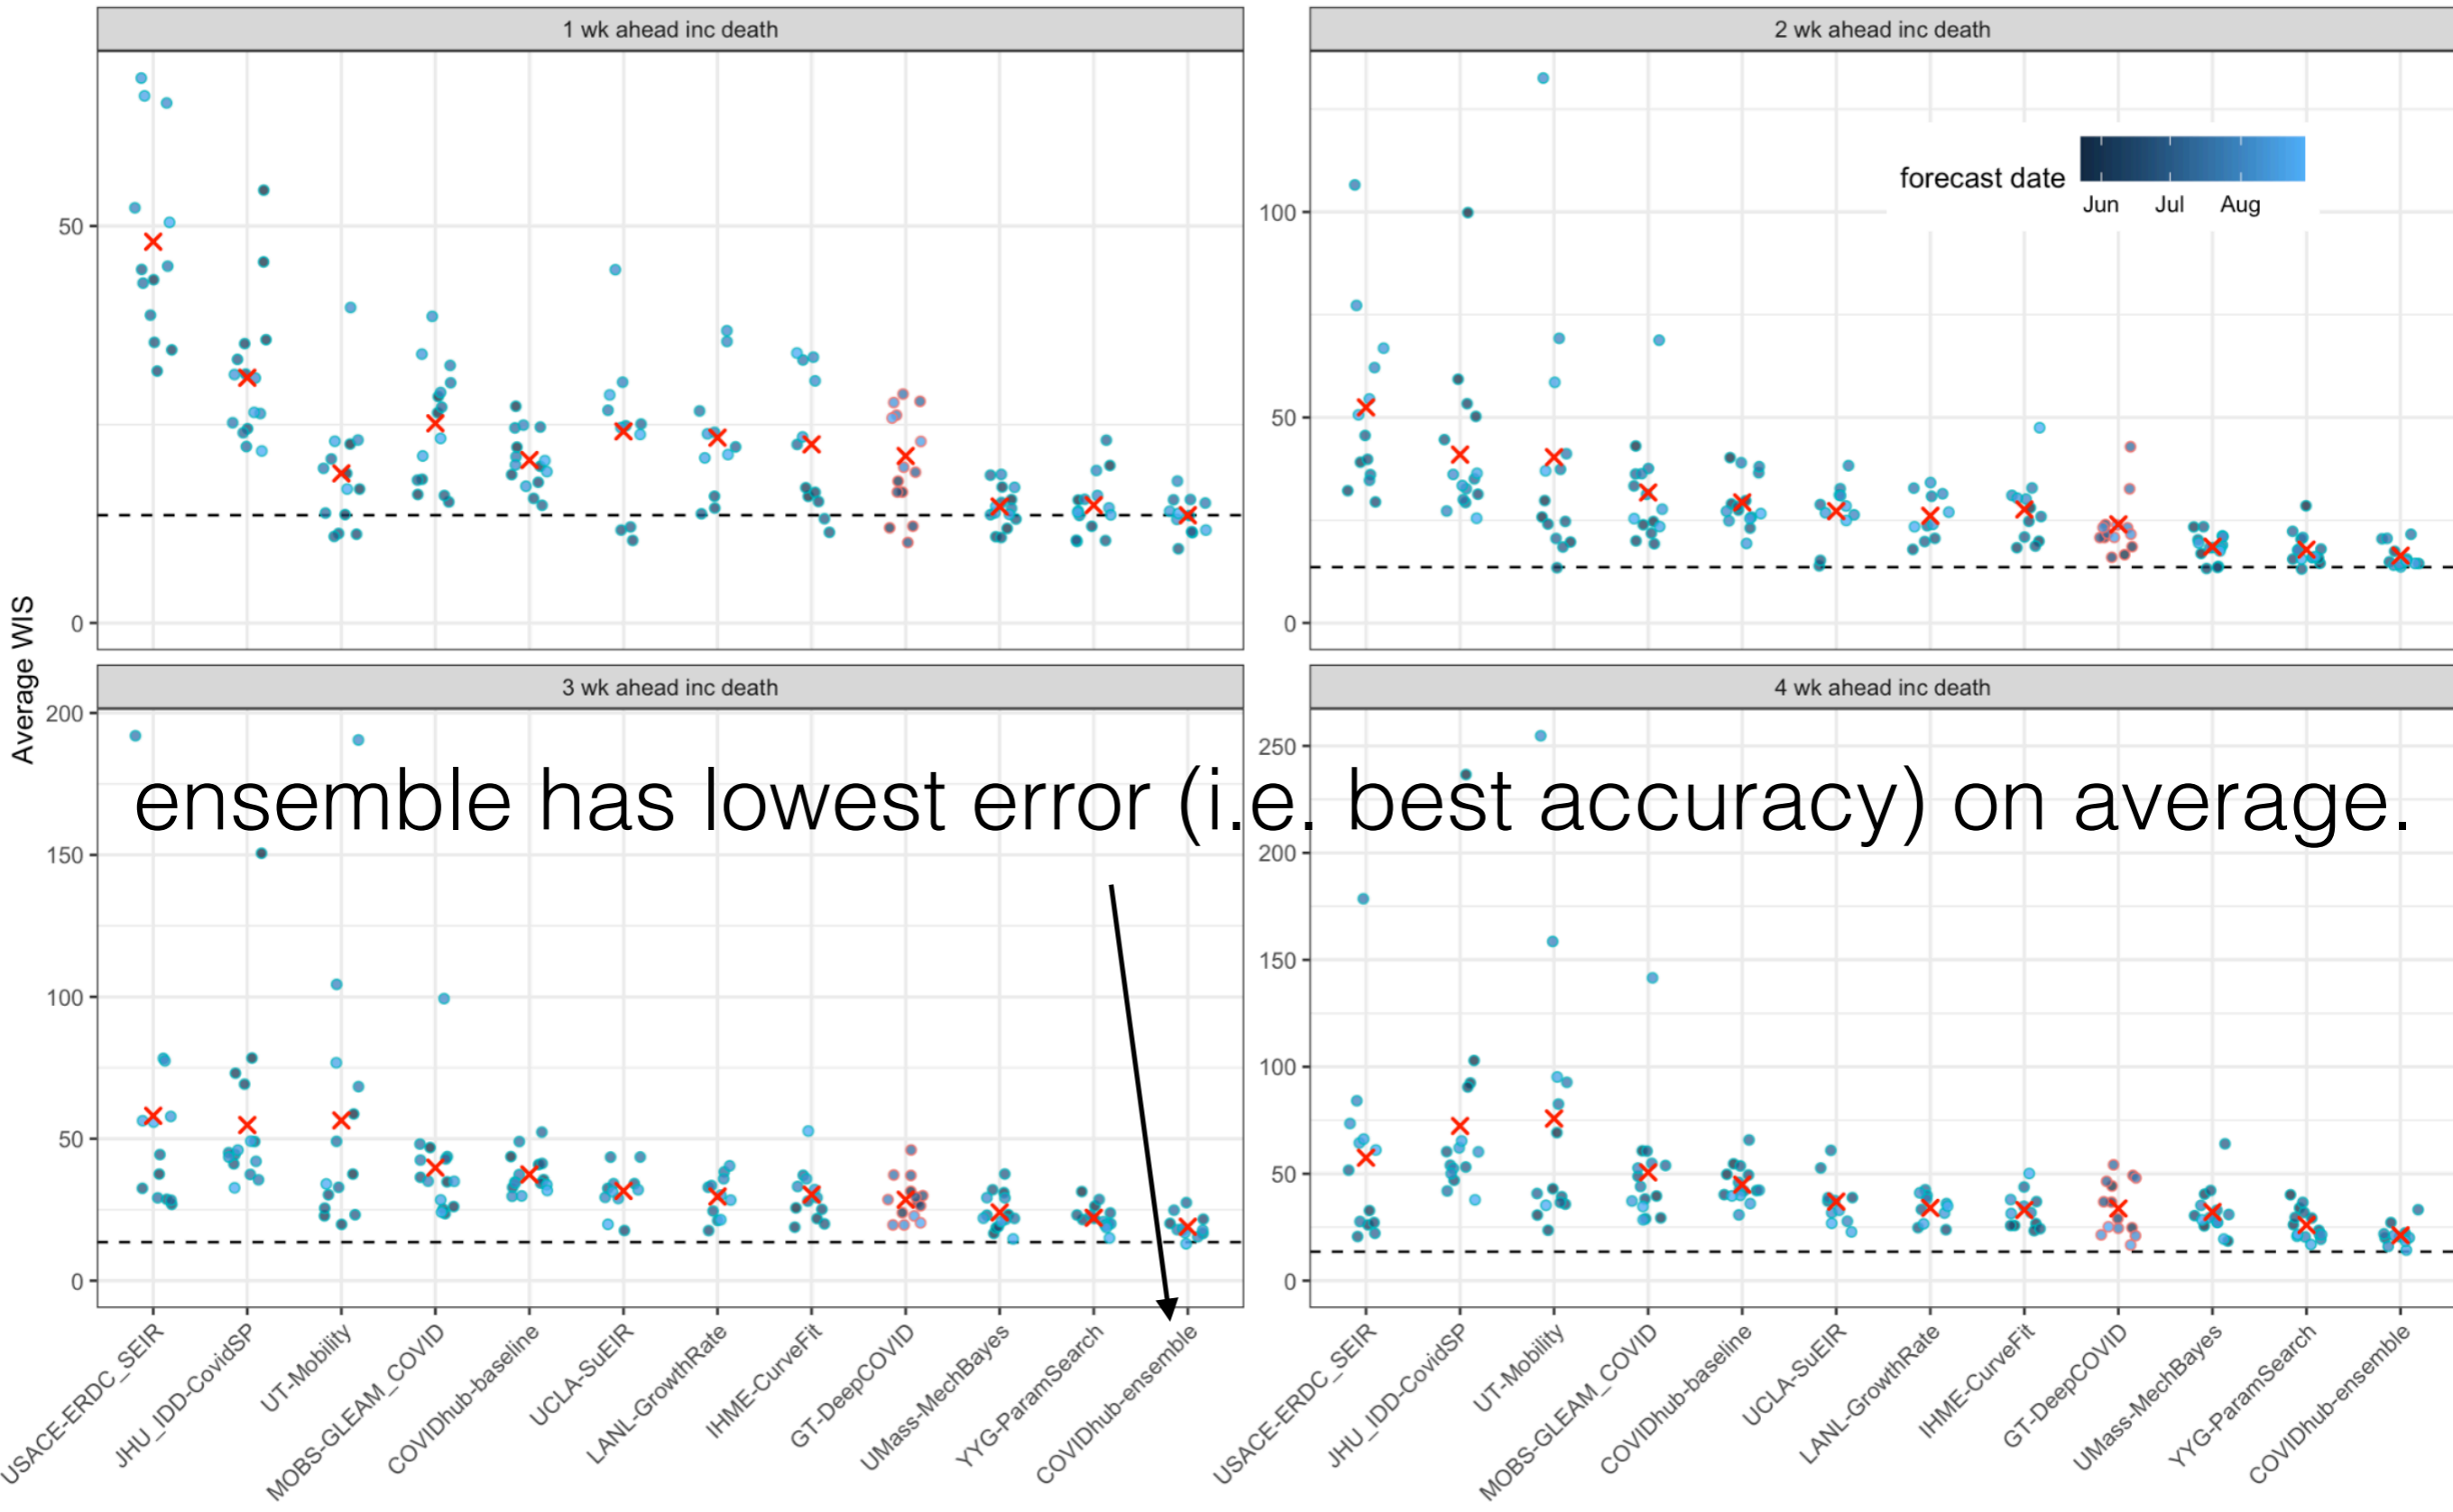 1 wk ahead inc death
2 wk ahead inc death
50
0
100
50
0
forecast date
Jun Jul Aug
Average WIS
3 wk ahead inc death
4 wk ahead inc death
200
150
100
50
0
250
200
150
100
50
0
ensemble has lowest error (i.e. best accuracy) on average.
USACE-ERDC_SEIR
JHU_IDD-CovidSP
UT-Mobility
MOBS-GLEAM_COVID
COVIDhub-baseline
UCLA-SuEIR
LANL-GrowthRate
IHME-CurveFit
GT-DeepCOVID
UMass-MechBayes
YYG-ParamSearch
COVIDhub-ensemble
USACE-ERDC_SEIR
JHU_IDD-CovidSP
UT-Mobility
MOBS-GLEAM_COVID
COVIDhub-baseline
UCLA-SuEIR
LANL-GrowthRate
IHME-CurveFit
GT-DeepCOVID
UMass-MechBayes
YYG-ParamSearch
COVIDhub-ensemble